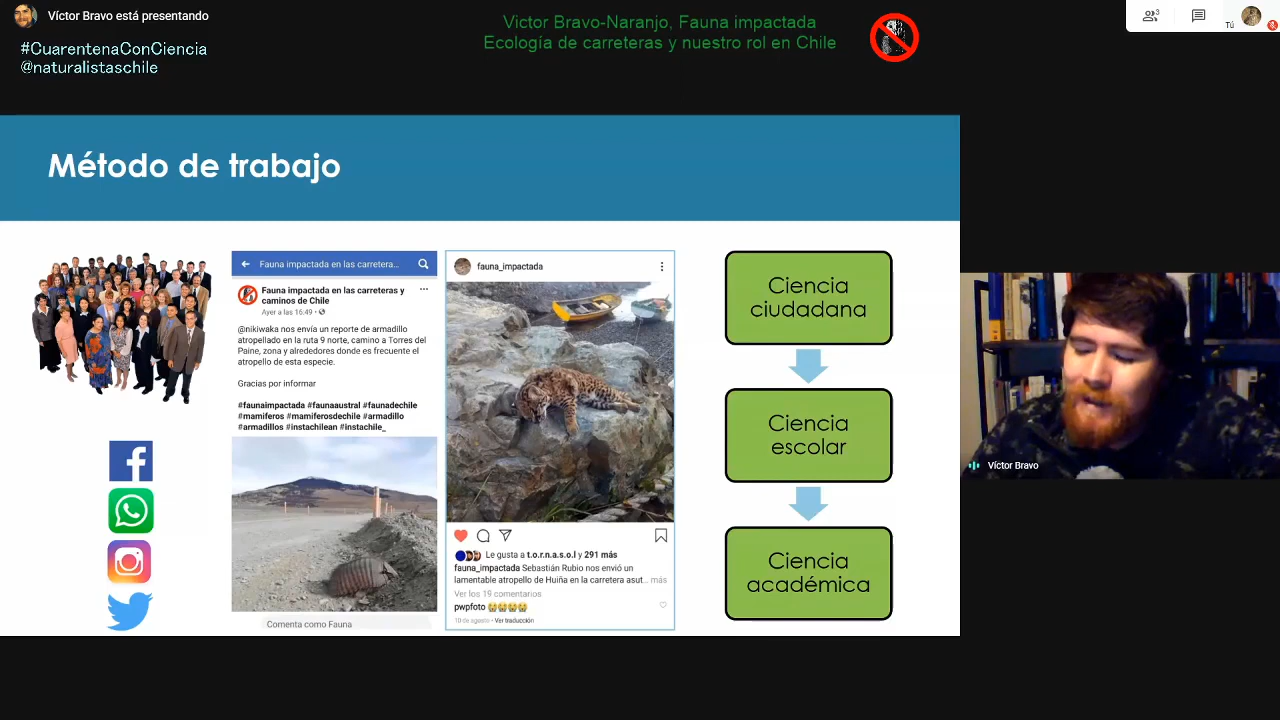 Víctor Bravo está presentando
#CuarentenaConCiencia
@naturalistaschile
Victor Bravo-Naranjo, Fauna impactada
Ecología de carreteras y nuestro rol en Chile
3
Tú
Método de trabajo
Fauna impactada en las carretera...
Fauna impactada en las carreteras y
caminos de Chile
Ayer a las 16:49
@nikiwaka nos envía un reporte de armadillo
atropellado en la ruta 9 norte, camino a Torres del
Paine, zona y alrededores donde es frecuente el
atropello de esta especie.
Gracias por informar
#faunaimpactada #faunaaustral #faunadechile
#mamiferos #mamiferosdechile #armadillo
#armadillos #instachilean #instachile_
Comenta como Fauna
fauna_impactada
Le gusta a t.o.r.n.a.s.o.l y 291 más
fauna_impactada Sebastián Rubio nos envió un
lamentable atropello de Huiña en la carretera asut... más
Ver los 19 comentarios
pwpfoto 😭😭😭😭
10 de agosto • Ver traducción
Ciencia
ciudadana
Ciencia
escolar
Ciencia
académica
Víctor Bravo